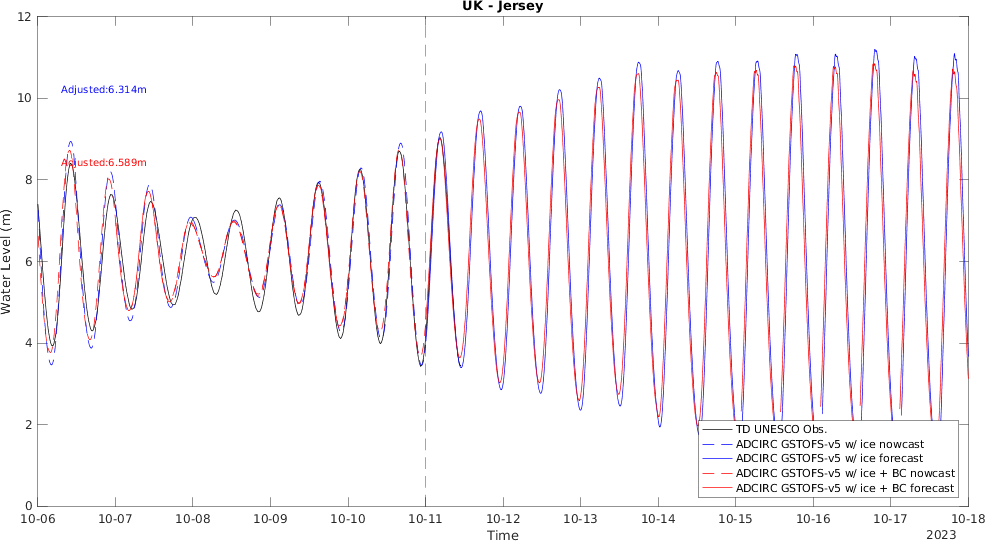 UK - Jersey
12
10
8
6
4
2
0
Water Level (m)
Adjusted:6.314m
Adjusted:6.589m
TD UNESCO Obs.
ADCIRC GSTOFS-v5 w/ ice nowcast
ADCIRC GSTOFS-v5 w/ ice forecast
ADCIRC GSTOFS-v5 w/ ice + BC nowcast
ADCIRC GSTOFS-v5 w/ ice + BC forecast
10-06 10-07 10-08 10-09 10-10 10-11 10-12 10-13 10-14 10-15 10-16 10-17 10-18
Time
2023